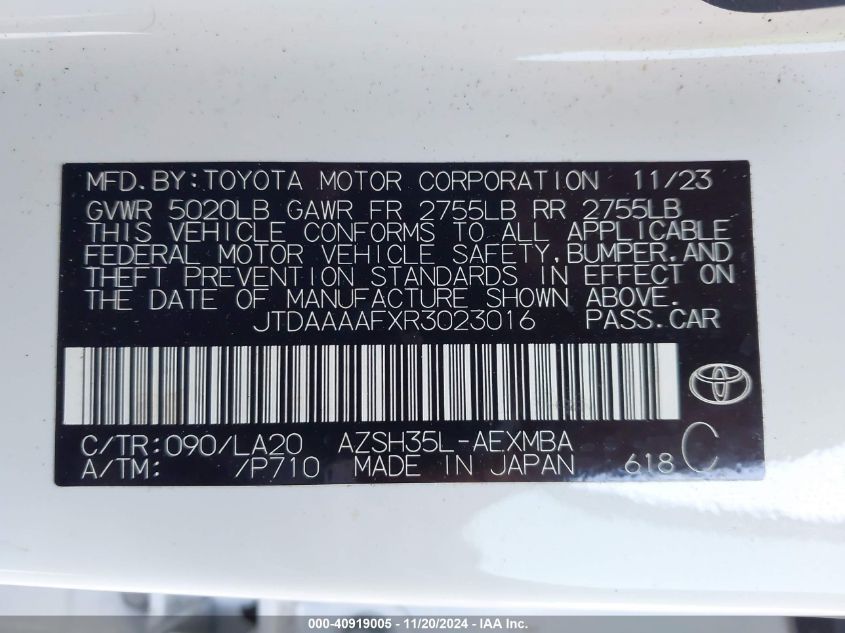 MFD.BY:TOYOTA MOTOR CORPORATION 11/23
GVWR 5020LB GAWR FR 2755LB RR 2755LB
THIS VEHICLE CONFORMS TO ALL APPLICABLE
FEDERAL MOTOR VEHICLE SAFETY,BUMPER,AND
THEFT PREVENTION STANDARDS IN EFFECT ON
THE DATE OF MANUFACTURE SHOWN ABOVE.
JTDAAAAFXR3023016 PASS.CAR
C/TR:090/LA20 AZSH35L-AEXMBA
A/TM: /P710 MADE IN JAPAN 618 C
000-40919005 - 11/20/2024 - IAA Inc.